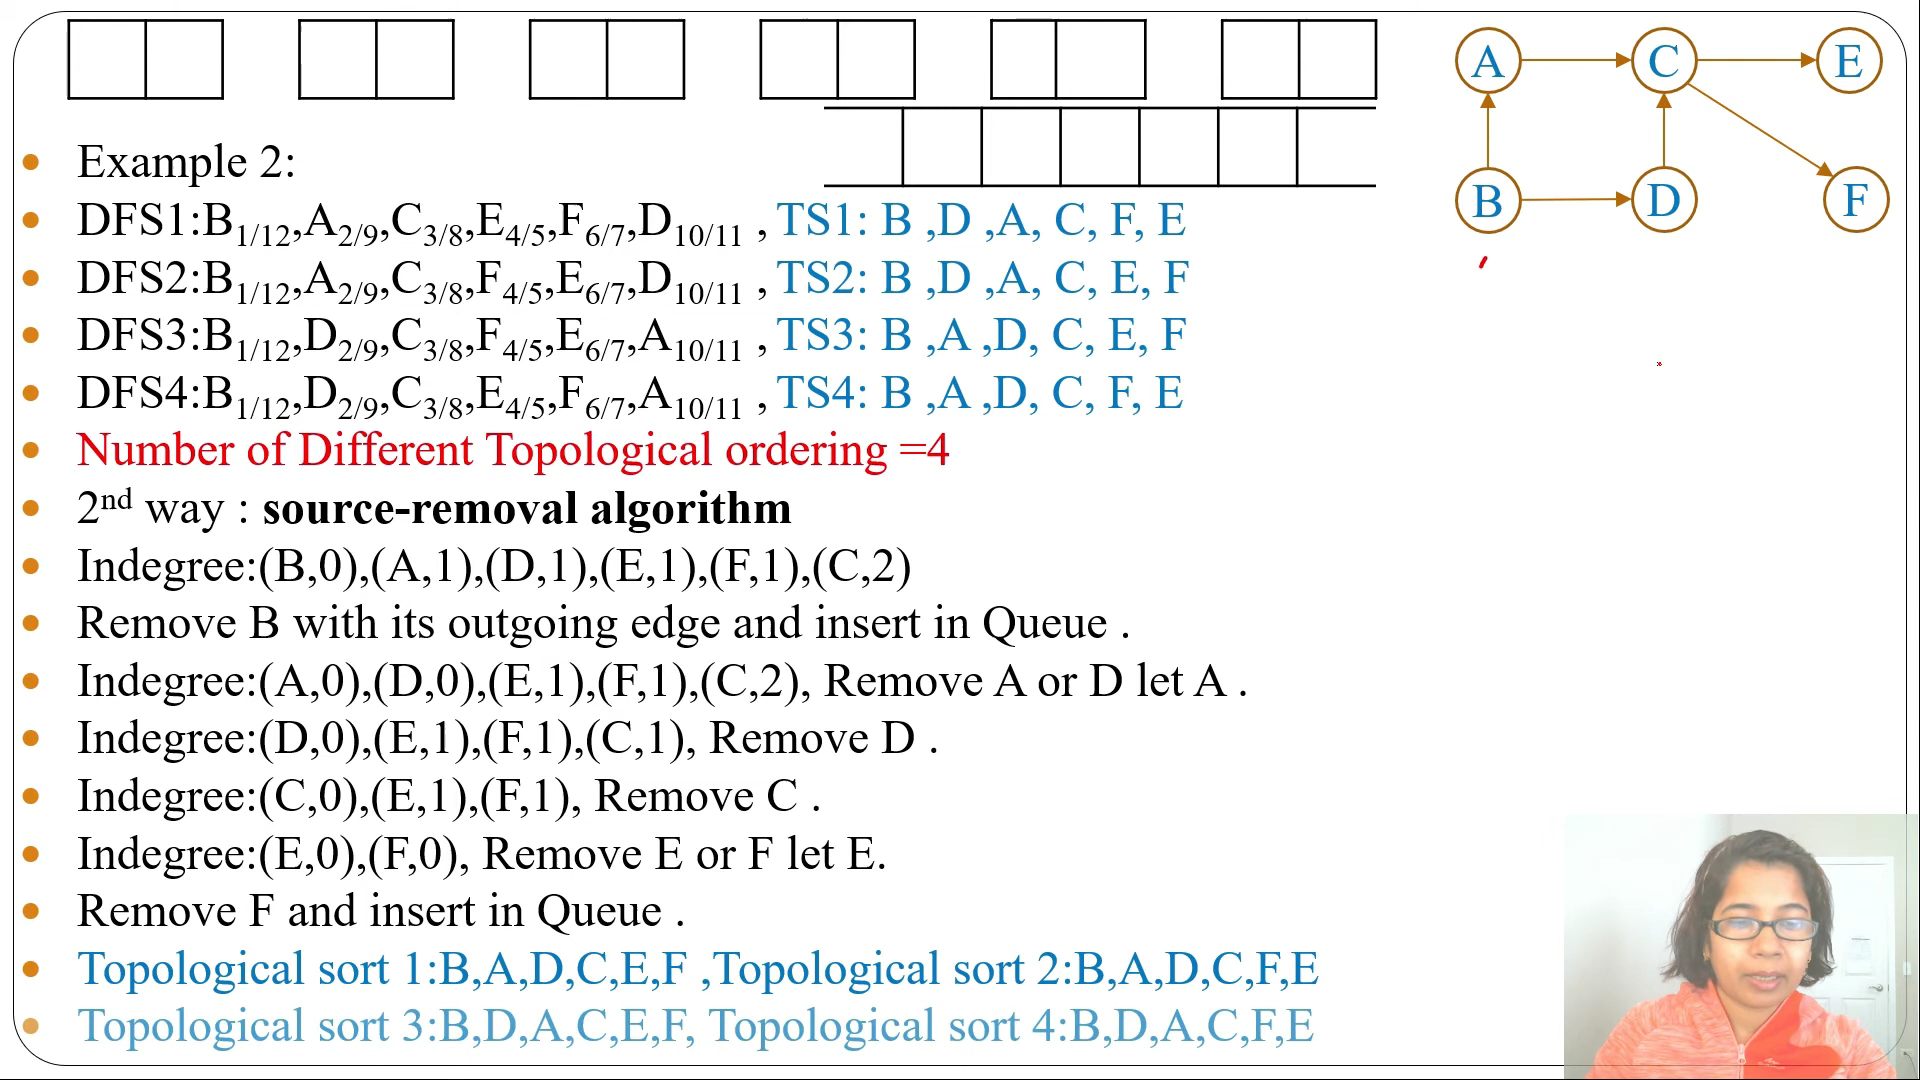 A C E
B D F
Example 2:
DFS1:B1/12,A2/9,C3/8,E4/5,F6/7,D10/11 , TS1: B ,D ,A, C, F, E
DFS2:B1/12,A2/9,C3/8,F4/5,E6/7,D10/11 , TS2: B ,D ,A, C, E, F
DFS3:B1/12,D2/9,C3/8,F4/5,E6/7,A10/11 , TS3: B ,A ,D, C, E, F
DFS4:B1/12,D2/9,C3/8,E4/5,F6/7,A10/11 , TS4: B ,A ,D, C, F, E
Number of Different Topological ordering =4
2nd way : source-removal algorithm
Indegree:(B,0),(A,1),(D,1),(E,1),(F,1),(C,2)
Remove B with its outgoing edge and insert in Queue .
Indegree:(A,0),(D,0),(E,1),(F,1),(C,2), Remove A or D let A .
Indegree:(D,0),(E,1),(F,1),(C,1), Remove D .
Indegree:(C,0),(E,1),(F,1), Remove C .
Indegree:(E,0),(F,0), Remove E or F let E.
Remove F and insert in Queue .
Topological sort 1:B,A,D,C,E,F ,Topological sort 2:B,A,D,C,F,E
Topological sort 3:B,D,A,C,E,F, Topological sort 4:B,D,A,C,F,E